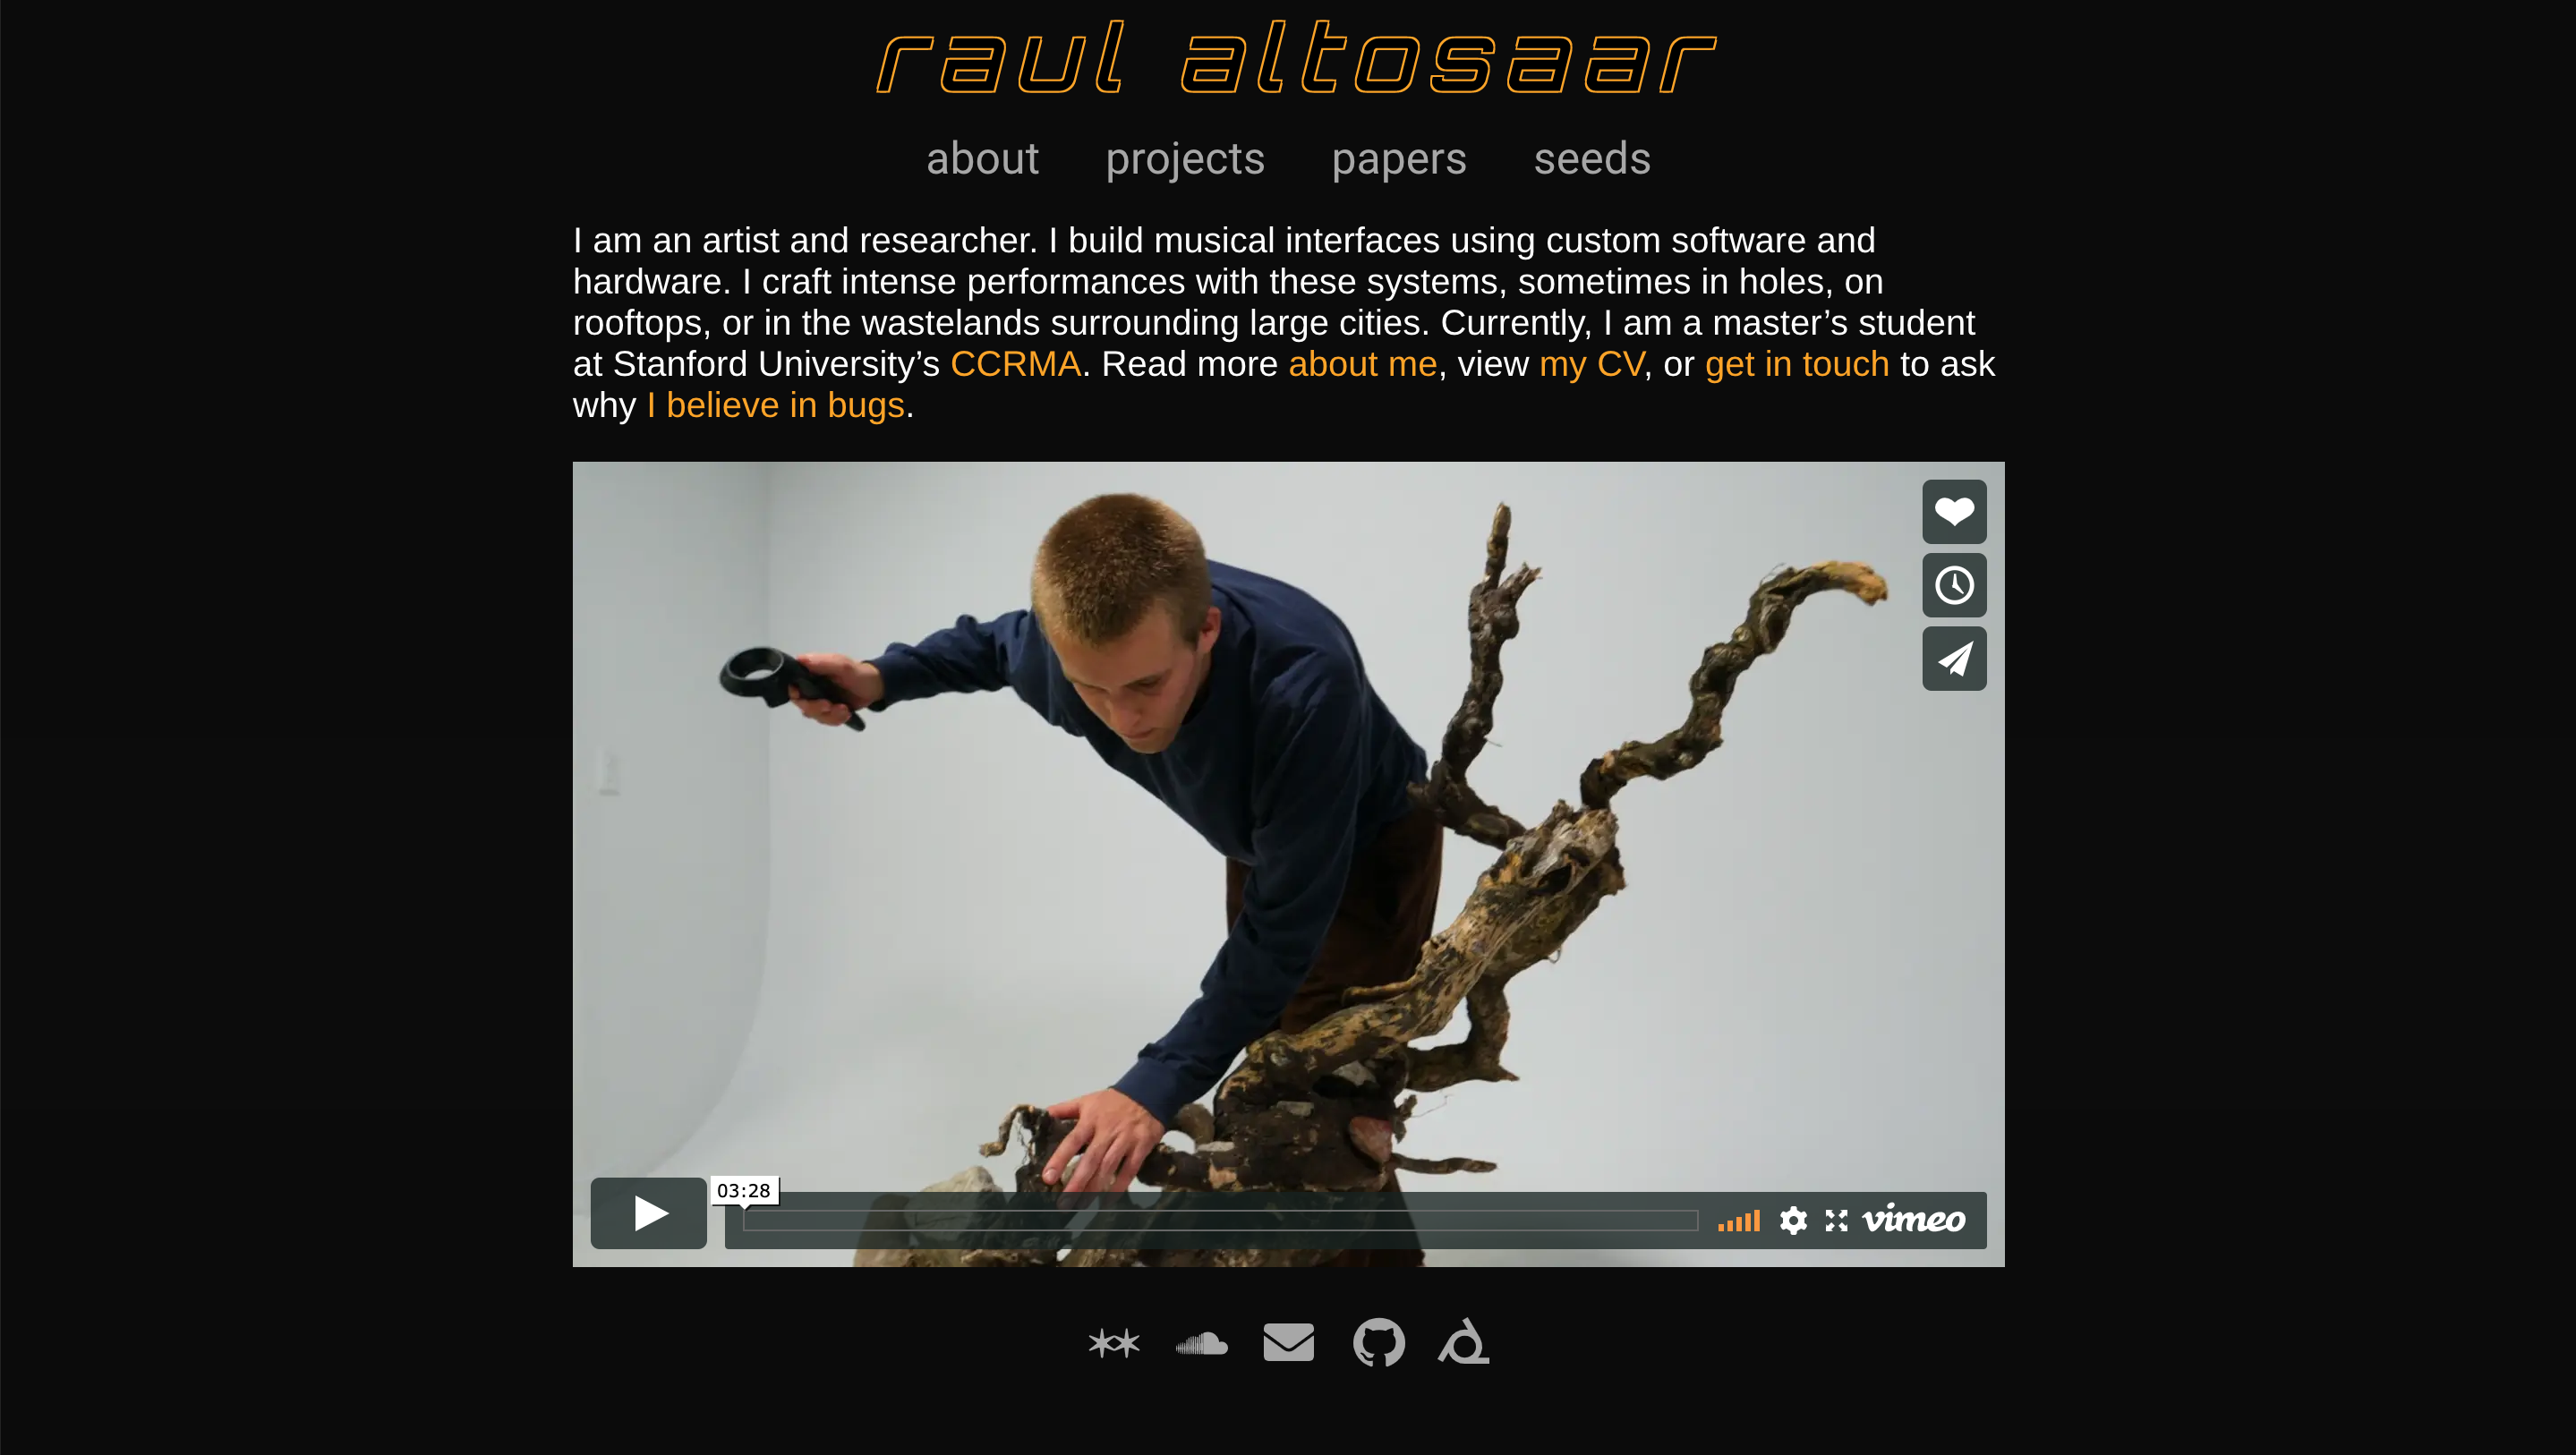 raul altosaar
about projects papers seeds
I am an artist and researcher. I build musical interfaces using custom software and
hardware. I craft intense performances with these systems, sometimes in holes, on
rooftops, or in the wastelands surrounding large cities. Currently, I am a master’s student
at Stanford University’s CCRMA. Read more about me, view my CV, or get in touch to ask
why I believe in bugs.
03:28
vimeo